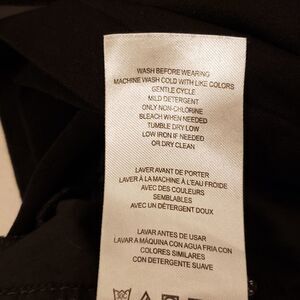 WASH BEFORE WEARING
MACHINE WASH COLD WITH LIKE COLORS
GENTLE CYCLE
MILD DETERGENT
ONLY NON-CHLORINE
BLEACH WHEN NEEDED
TUMBLE DRY LOW
LOW IRON IF NEEDED
OR DRY CLEAN
LAVER AVANT DE PORTER
LAVER À LA MACHINE À L'EAU FROIDE
AVEC DES COULEURS
SEMBLABLES
AVEC UN DÉTERGENT DOUX
LAVAR ANTES DE USAR
LAVAR A MÁQUINA CON AGUA FRIA CON
COLORES SIMILARES
CON DETERGENTE SUAVE